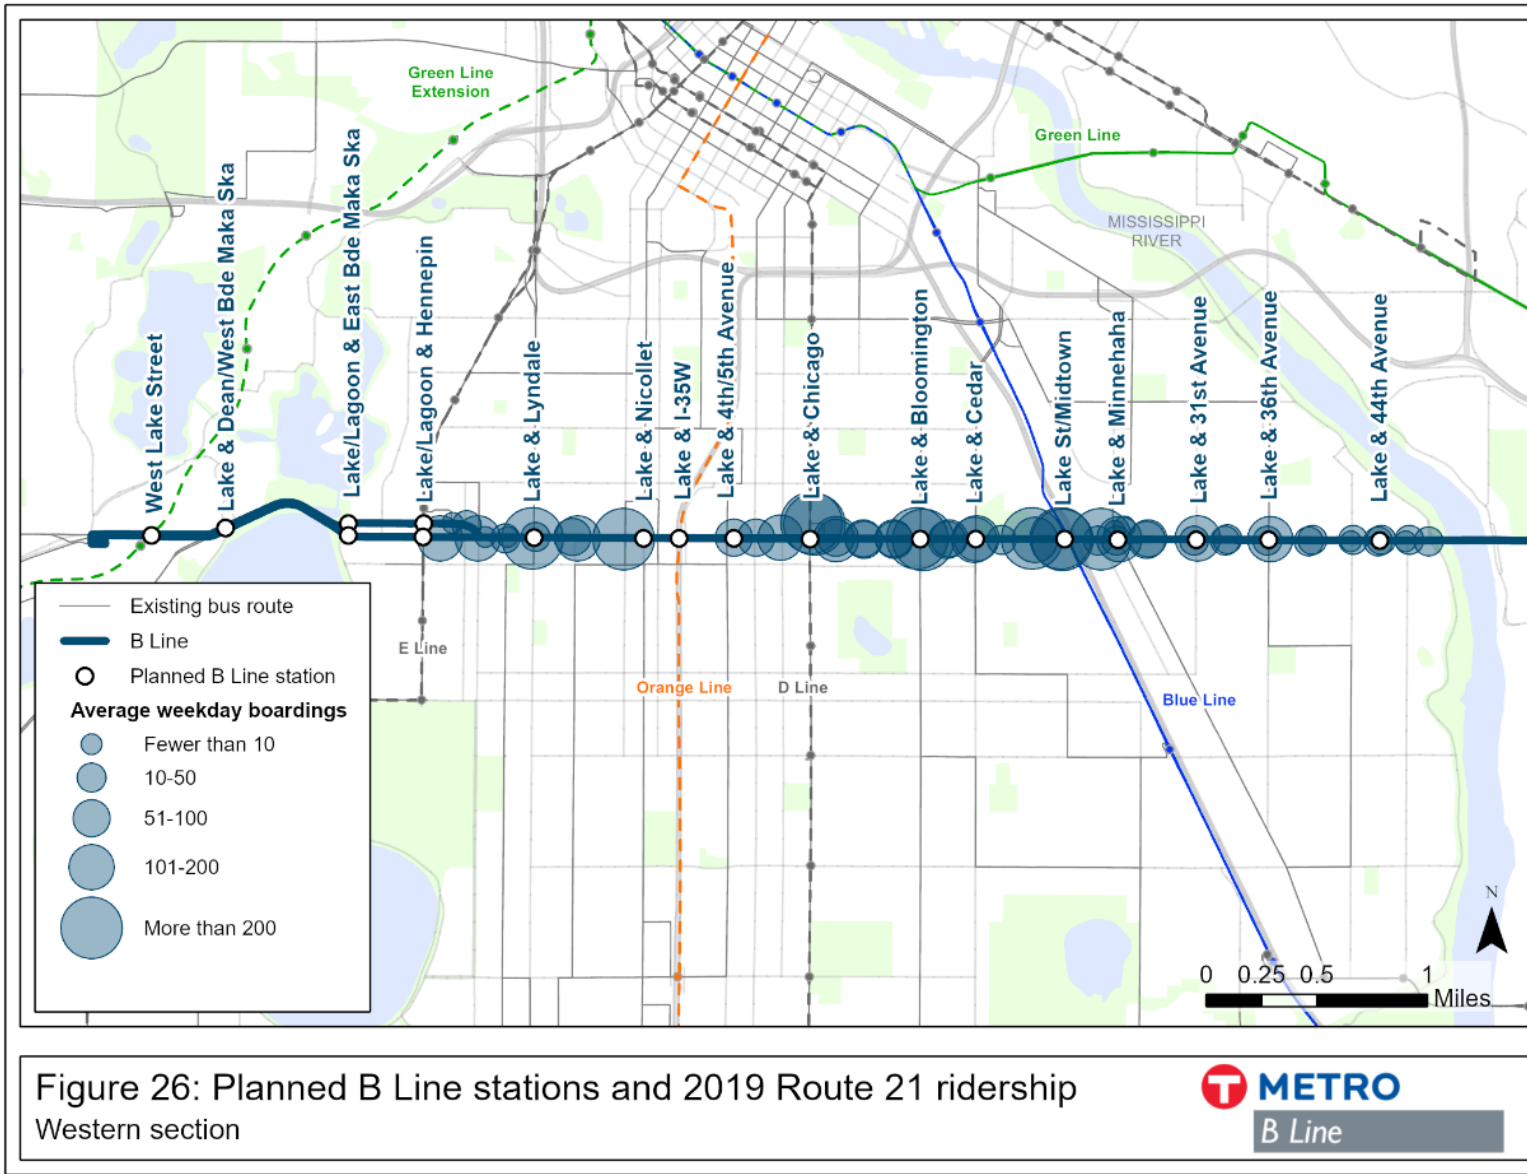 Green Line
Extension
Green Line
MISSISSIPPI
RIVER
West Lake Street
Lake & Dean/West Bde Maka Ska
Lake/Lagoon & East Bde Maka Ska
Lake/Lagoon & Hennepin
Lake & Lyndale
Lake & Nicollet
Lake & I-35W
Lake & 4th/5th Avenue
Lake & Chicago
Lake & Bloomington
Lake & Cedar
Lake St/Midtown
Lake & Minnehaha
Lake & 31st Avenue
Lake & 36th Avenue
Lake & 44th Avenue
E Line
Orange Line
D Line
Blue Line
Existing bus route
B Line
Planned B Line station
Average weekday boardings
Fewer than 10
10-50
51-100
101-200
More than 200
N
0 0.25 0.5 1
Miles
Figure 26: Planned B Line stations and 2019 Route 21 ridership
Western section
T METRO
B Line